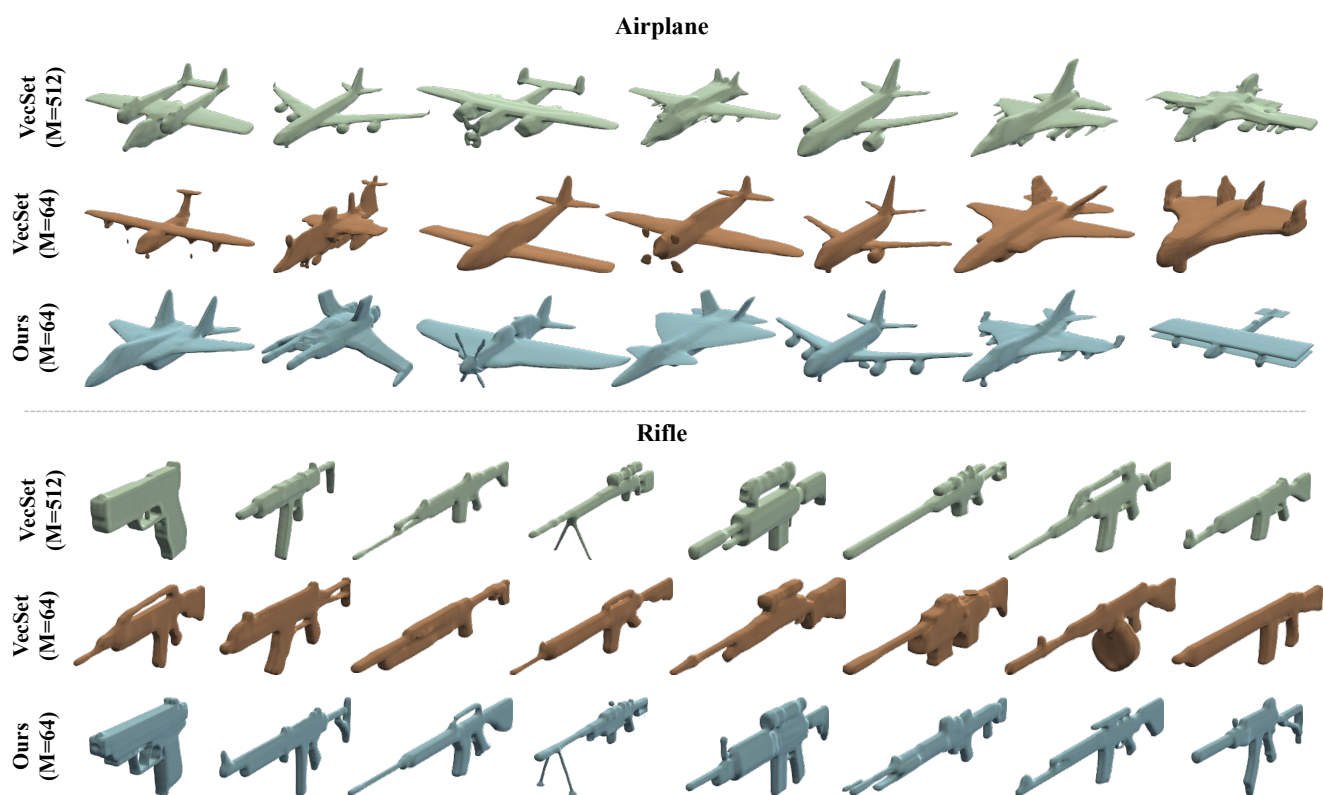 Airplane
VecSet
(M=512)
VecSet
(M=64)
Ours
(M=64)
Rifle
VecSet
(M=512)
VecSet
(M=64)
Ours
(M=64)